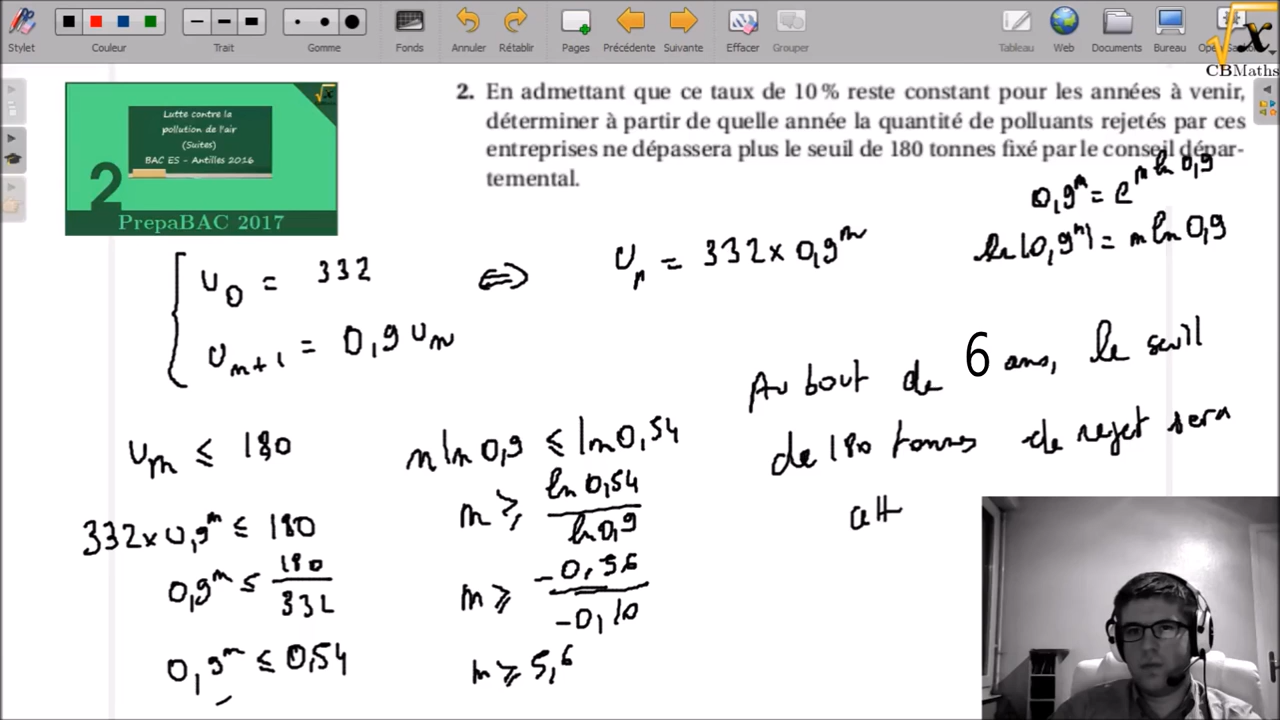 Stylet
Couleur
Trait
Gomme
Fonds
Annuler
Rétablir
Pages
Précédente
Suivante
Effacer
Grouper
Tableau
Web
Documents
Bureau
CBMaths
Lutte contre la
pollution de l'air
(Suites)
BAC ES - Antilles 2016
2
PrepaBAC 2017
2. En admettant que ce taux de 10 % reste constant pour les années à venir,
déterminer à partir de quelle année la quantité de polluants rejetés par ces
entreprises ne dépassera plus le seuil de 180 tonnes fixé par le conseil dépar-
temental.
0,9^n = e^{n ln 0,9}
ln(0,9^n) = n ln 0,9
U_0 = 332
U_{n+1} = 0,9 U_n
⇔
U_n = 332 × 0,9^n
U_n ≤ 180
332 × 0,9^n ≤ 180
0,9^n ≤ 180/332
0,9^n ≤ 0,54
n ln 0,9 ≤ ln 0,54
n ≥ ln 0,54 / ln 0,9
n ≥ -0,56 / -0,10
n ≥ 5,6
Au bout de 6 ans, le seuil
de 180 tonnes de rejet sera
att